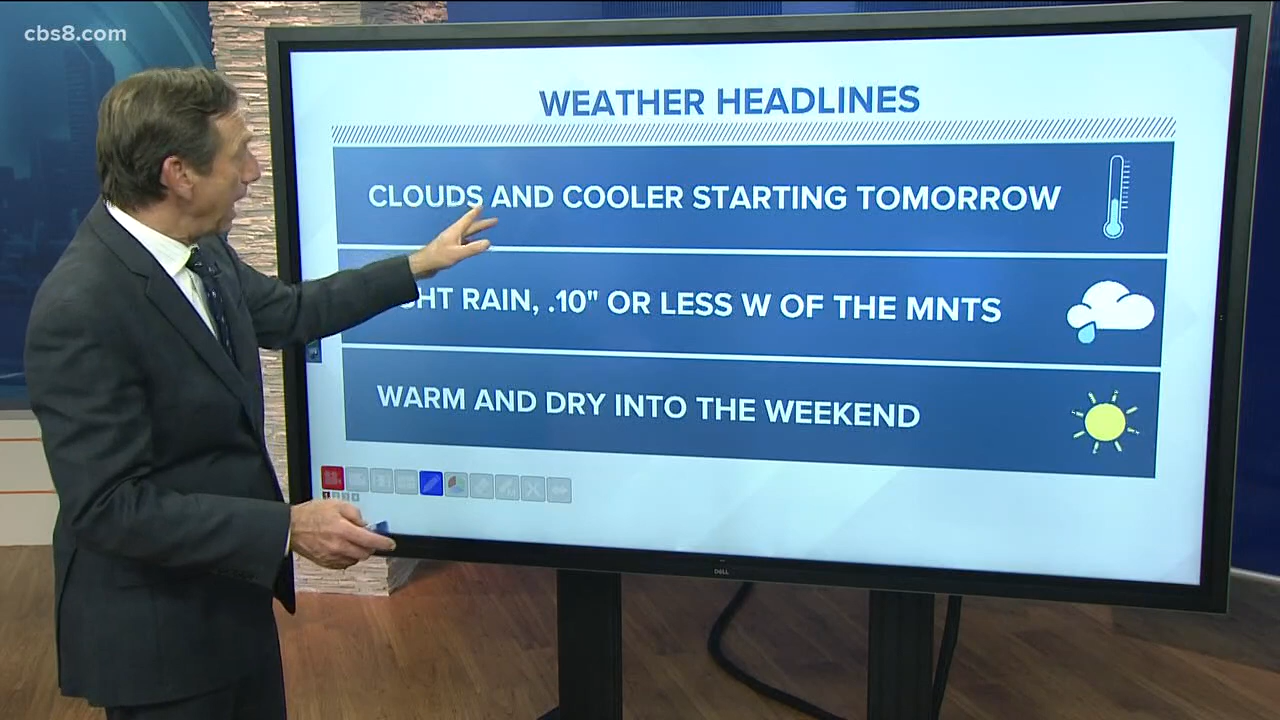 cbs8.com
WEATHER HEADLINES
CLOUDS AND COOLER STARTING TOMORROW
RAIN, .10" OR LESS W OF THE MNTS
WARM AND DRY INTO THE WEEKEND
DELL